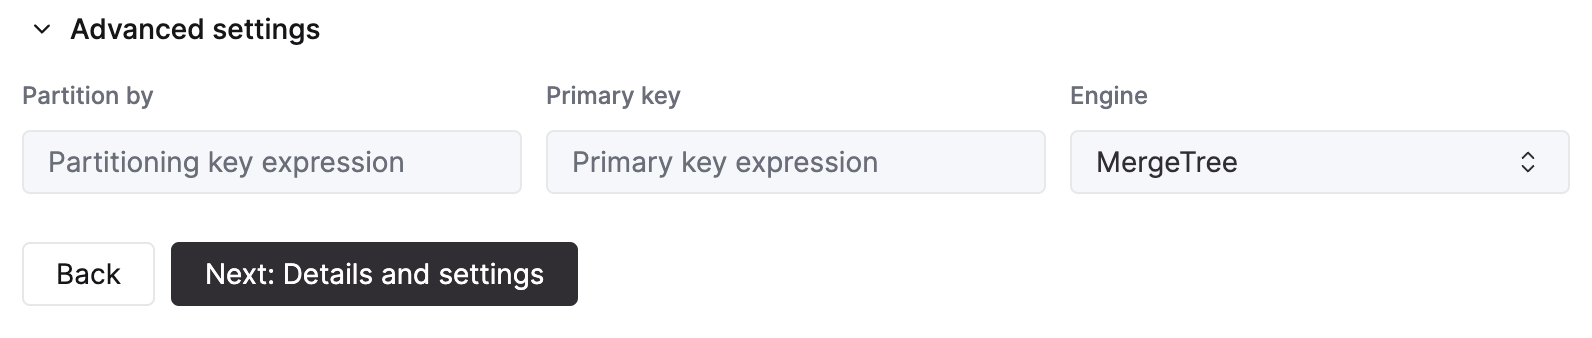 Advanced settings
Partition by
Primary key
Engine
Partitioning key expression
Primary key expression
MergeTree
Back
Next: Details and settings